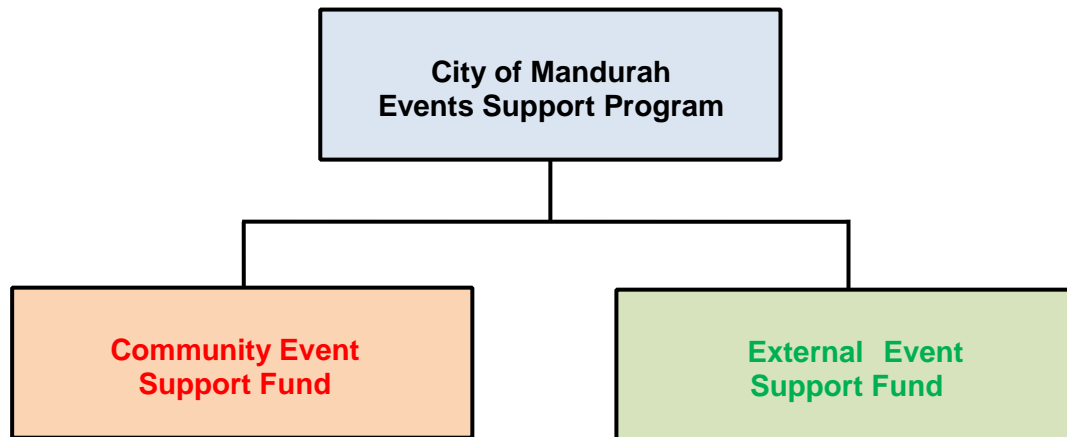 City of Mandurah
Events Support Program
Community Event
Support Fund
External Event
Support Fund